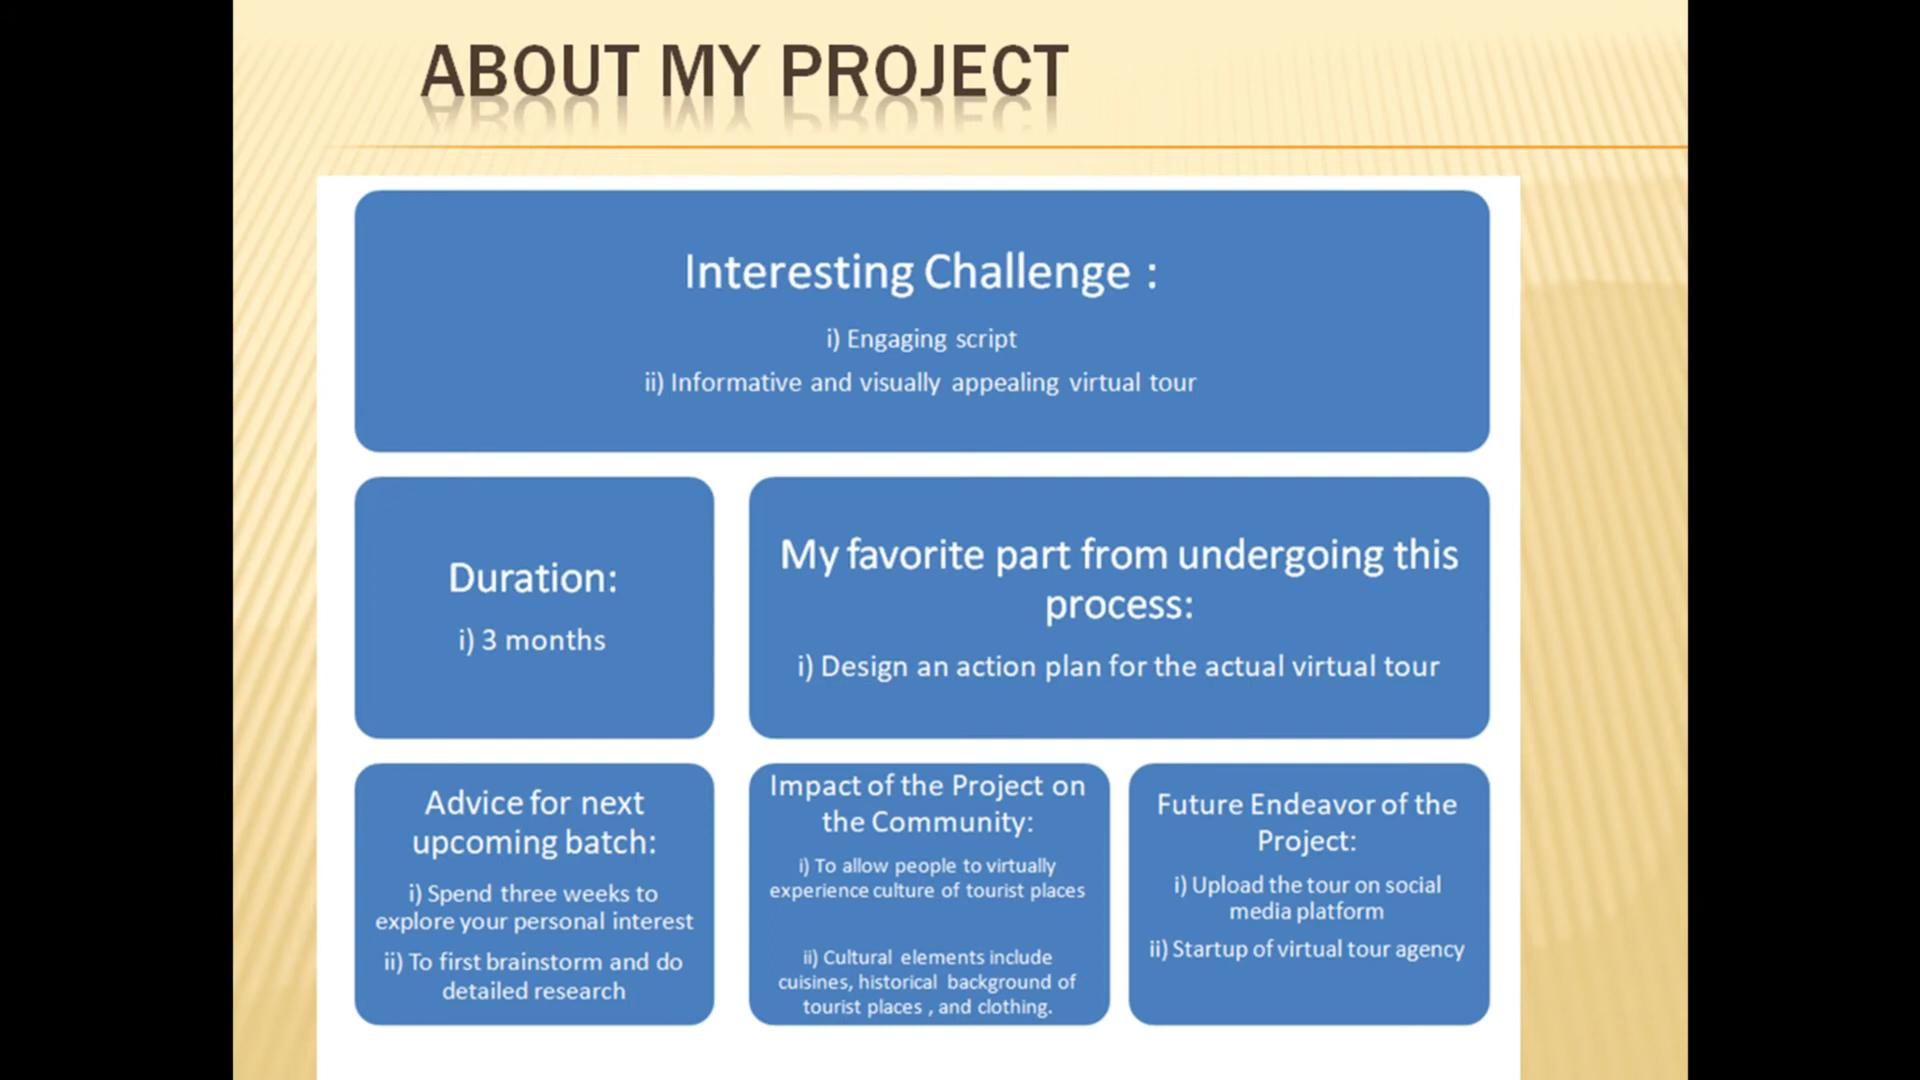 ABOUT MY PROJECT
Interesting Challenge :
i) Engaging script
ii) Informative and visually appealing virtual tour
Duration:
i) 3 months
My favorite part from undergoing this
process:
i) Design an action plan for the actual virtual tour
Advice for next
upcoming batch:
i) Spend three weeks to
explore your personal interest
ii) To first brainstorm and do
detailed research
Impact of the Project on
the Community:
i) To allow people to virtually
experience culture of tourist places
ii) Cultural elements include
cuisines, historical background of
tourist places , and clothing.
Future Endeavor of the
Project:
i) Upload the tour on social
media platform
ii) Startup of virtual tour agency